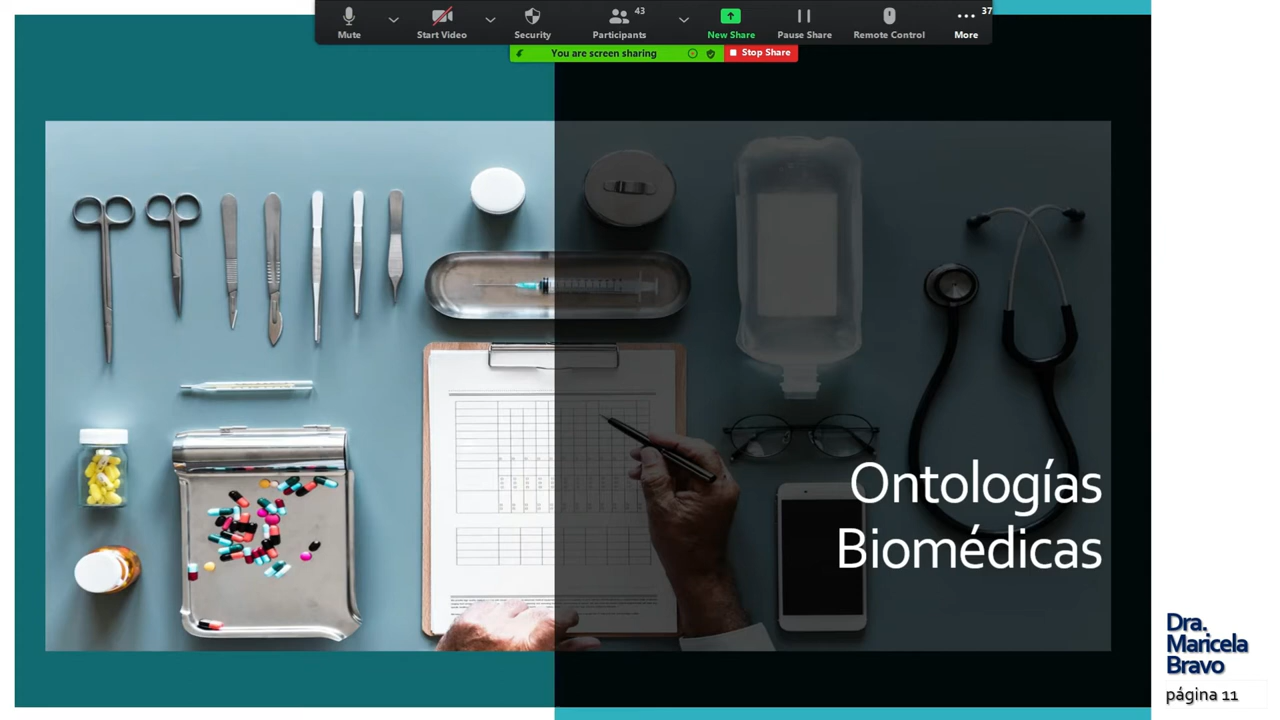 43
37
Mute
Start Video
Security
Participants
New Share
Pause Share
Remote Control
More
You are screen sharing
Stop Share
Ontologías
Biomédicas
Dra.
Maricela
Bravo
página 11